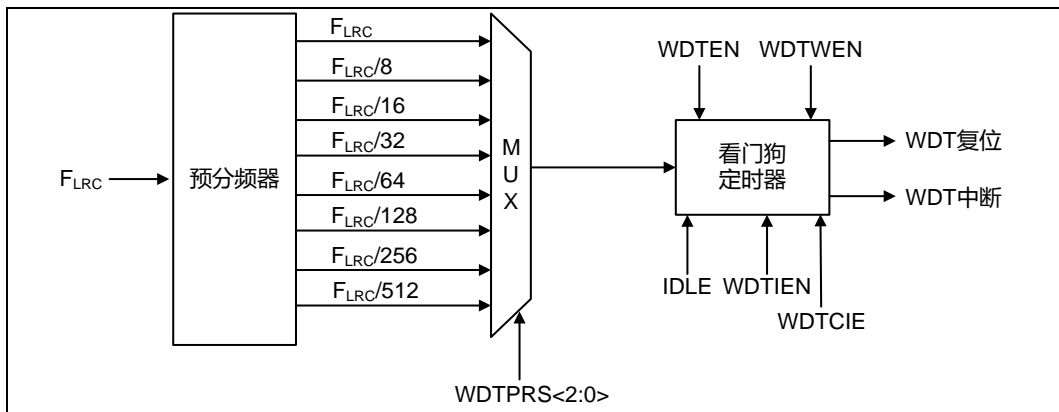 F_LRC
预分频器
F_LRC
F_LRC/8
F_LRC/16
F_LRC/32
F_LRC/64
F_LRC/128
F_LRC/256
F_LRC/512
M
U
X
WDTPRS<2:0>
WDTEN
WDTWEN
看门狗
定时器
WDT复位
WDT中断
IDLE
WDTIEN
WDTCIE